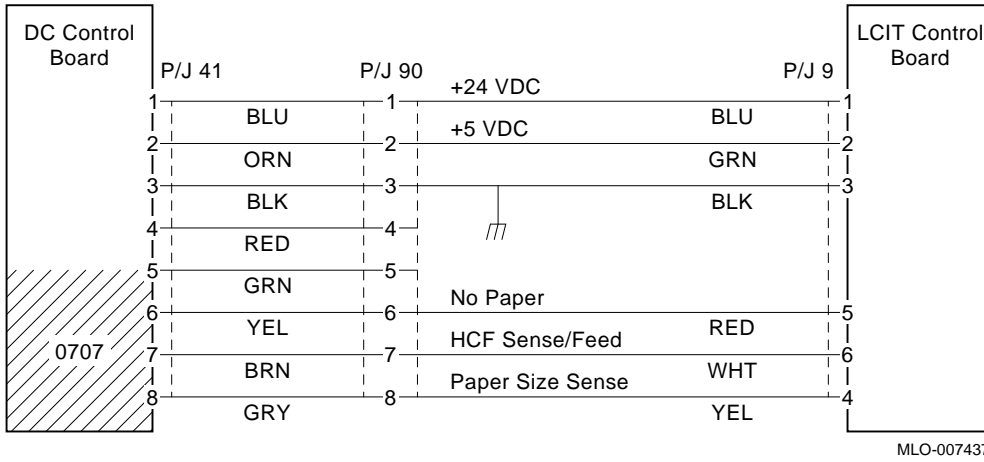 DC Control
Board
LCIT Control
Board
P/J 41
P/J 90
P/J 9
+24 VDC
1
1
1
BLU
BLU
+5 VDC
2
2
2
ORN
GRN
3
3
3
BLK
BLK
4
4
RED
5
5
GRN
No Paper
6
6
5
YEL
RED
HCF Sense/Feed
0707
7
7
6
BRN
WHT
Paper Size Sense
8
8
4
GRY
YEL
MLO-007437